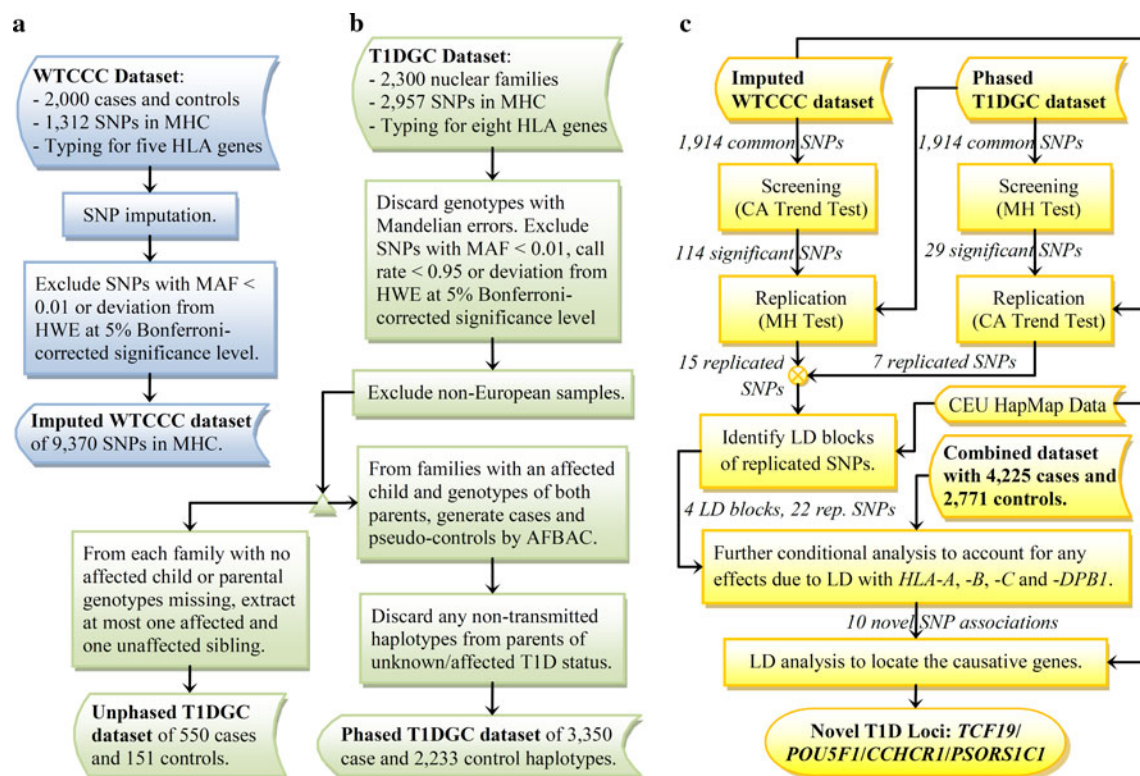 a
WTCCC Dataset:
- 2,000 cases and controls
- 1,312 SNPs in MHC
- Typing for five HLA genes
SNP imputation.
Exclude SNPs with MAF <
0.01 or deviation from
HWE at 5% Bonferroni-
corrected significance level.
Imputed WTCCC dataset
of 9,370 SNPs in MHC.
b
T1DGC Dataset:
- 2,300 nuclear families
- 2,957 SNPs in MHC
- Typing for eight HLA genes
Discard genotypes with
Mandelian errors. Exclude
SNPs with MAF < 0.01, call
rate < 0.95 or deviation from
HWE at 5% Bonferroni-
corrected significance level
Exclude non-European samples.
From families with an affected
child and genotypes of both
parents, generate cases and
pseudo-controls by AFBAC.
From each family with no
affected child or parental
genotypes missing, extract
at most one affected and
one unaffected sibling.
Discard any non-transmitted
haplotypes from parents of
unknown/affected T1D status.
Unphased T1DGC
dataset of 550 cases
and 151 controls.
Phased T1DGC dataset of 3,350
case and 2,233 control haplotypes.
c
Imputed
WTCCC dataset
Phased
T1DGC dataset
1,914 common SNPs
1,914 common SNPs
Screening
(CA Trend Test)
Screening
(MH Test)
114 significant SNPs
29 significant SNPs
Replication
(MH Test)
Replication
(CA Trend Test)
15 replicated
SNPs
7 replicated SNPs
CEU HapMap Data
Identify LD blocks
of replicated SNPs.
Combined dataset
with 4,225 cases and
2,771 controls.
4 LD blocks, 22 rep. SNPs
Further conditional analysis to account for any
effects due to LD with HLA-A, -B, -C and -DPB1.
10 novel SNP associations
LD analysis to locate the causative genes.
Novel T1D Loci: TCF19/
POU5F1/CCHCR1/PSORS1C1